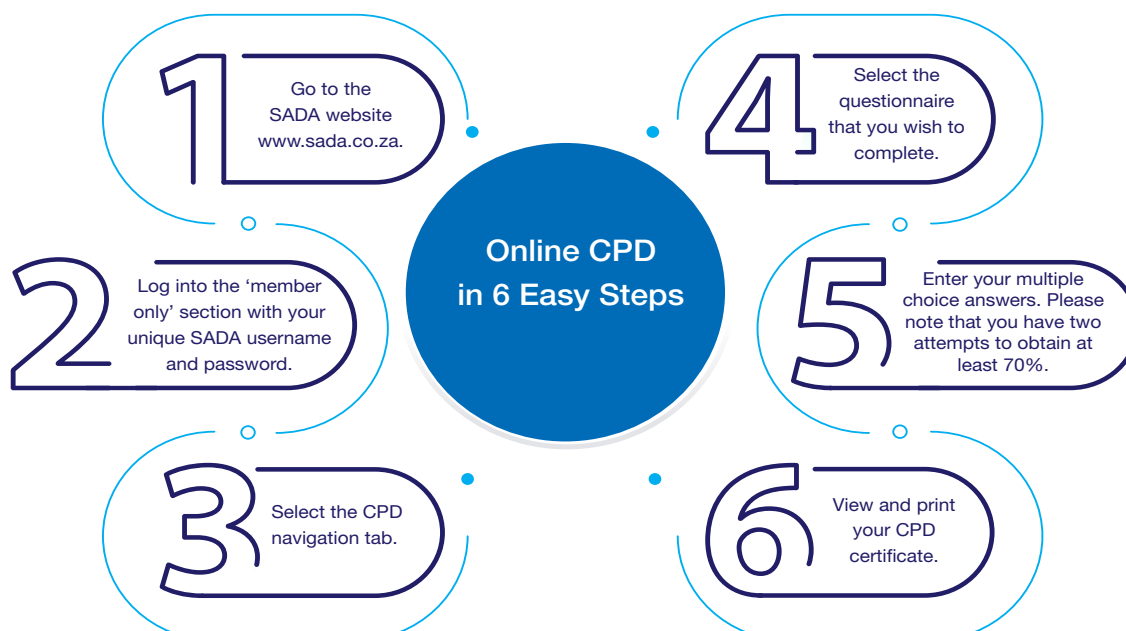 Online CPD
in 6 Easy Steps
1
Go to the
SADA website
www.sada.co.za.
2
Log into the ‘member
only’ section with your
unique SADA username
and password.
3
Select the CPD
navigation tab.
4
Select the
questionnaire
that you wish to
complete.
5
Enter your multiple
choice answers. Please
note that you have two
attempts to obtain at
least 70%.
6
View and print
your CPD
certificate.